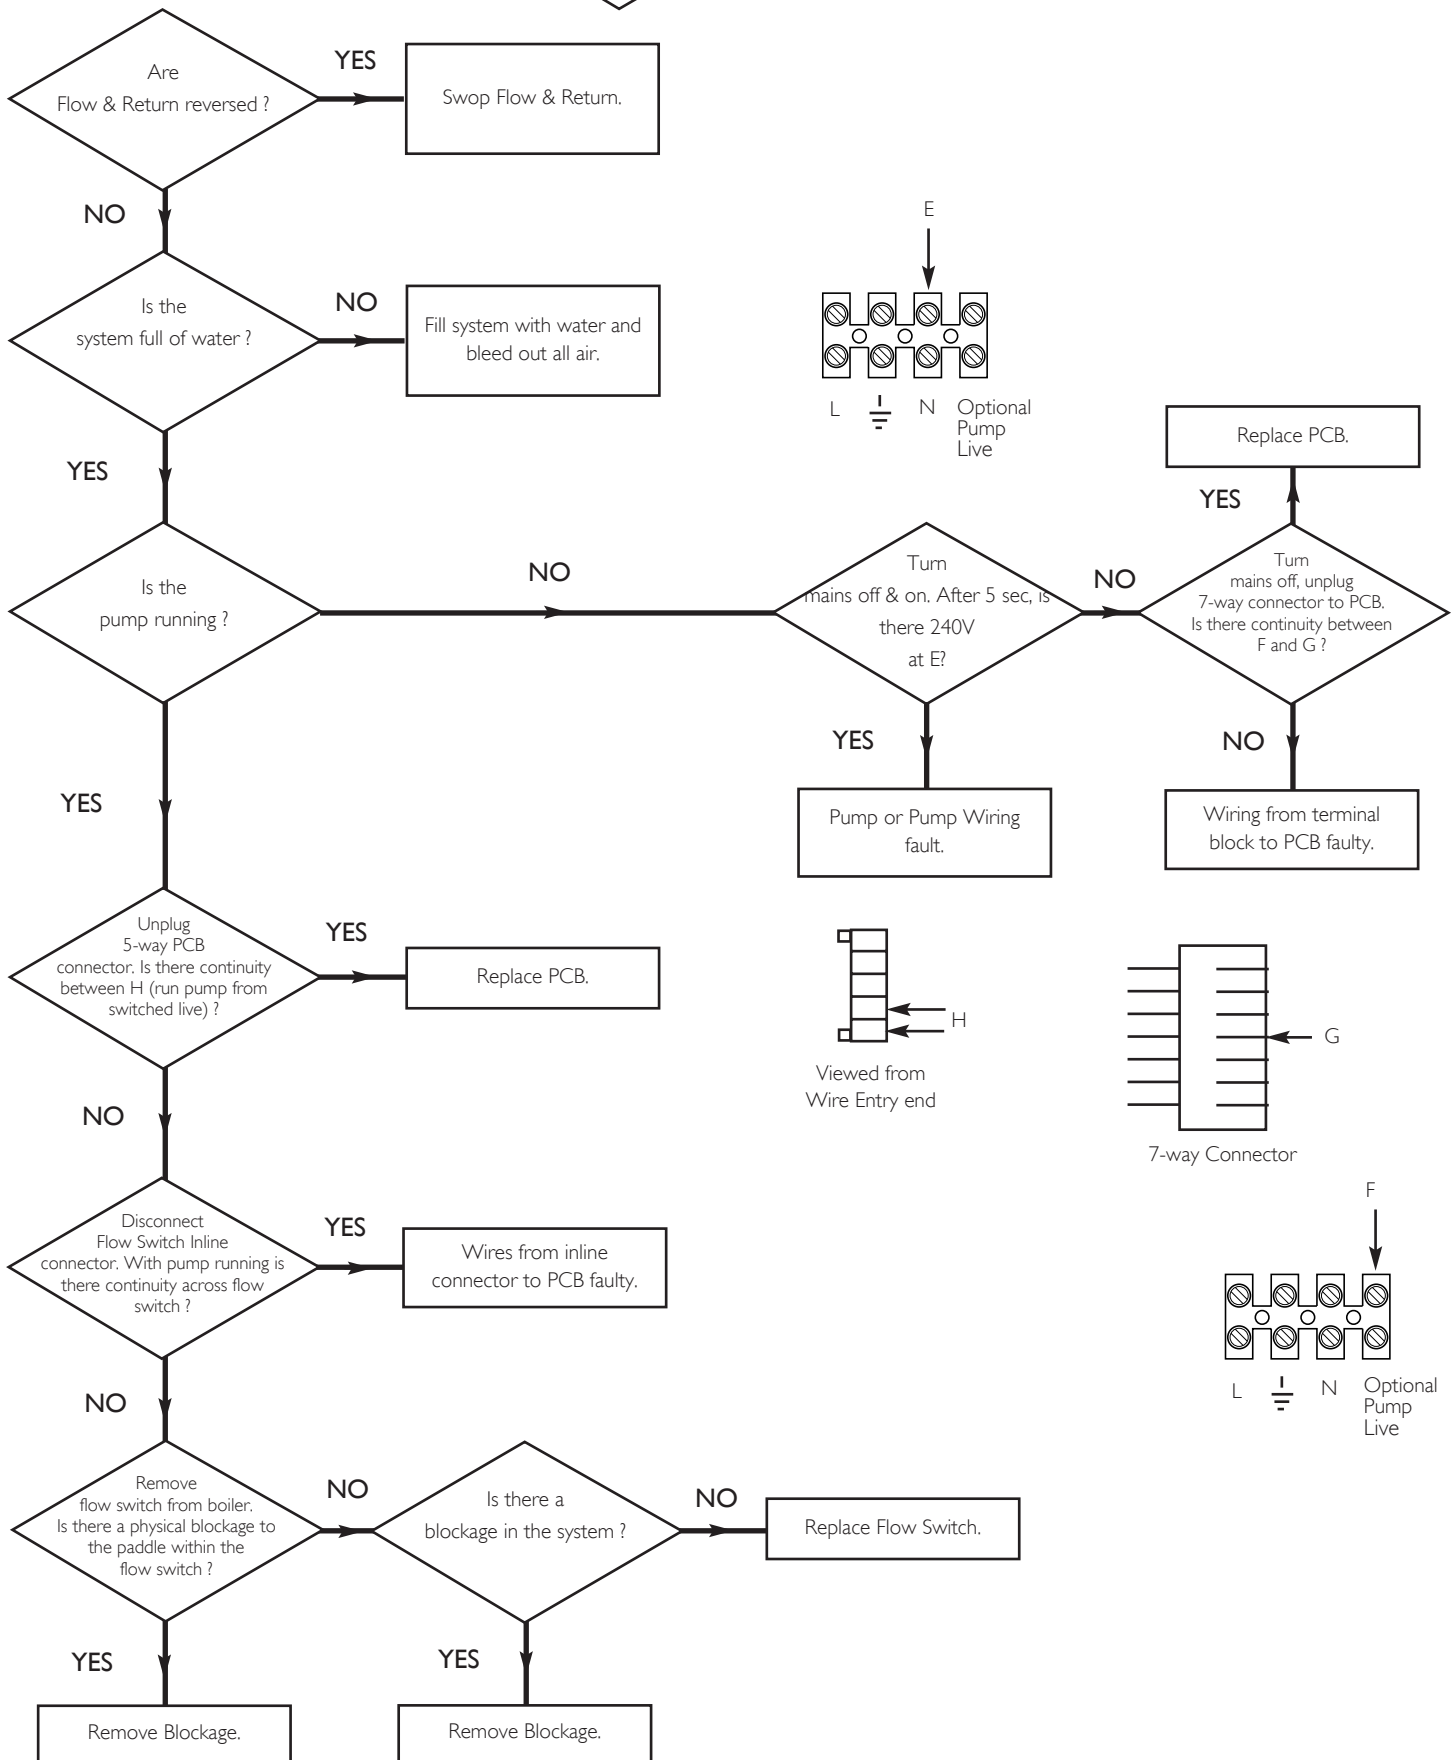 Are
Flow & Return reversed ?
YES
Swop Flow & Return.
NO
Is the
system full of water ?
NO
Fill system with water and
bleed out all air.
YES
E
L
N
Optional
Pump
Live
Is the
pump running ?
NO
Turn
mains off & on. After 5 sec, is
there 240V
at E?
NO
Turn
mains off, unplug
7-way connector to PCB.
Is there continuity between
F and G ?
YES
Replace PCB.
YES
Pump or Pump Wiring
fault.
NO
Wiring from terminal
block to PCB faulty.
YES
Unplug
5-way PCB
connector. Is there continuity
between H (run pump from
switched live) ?
YES
Replace PCB.
H
Viewed from
Wire Entry end
G
7-way Connector
NO
Disconnect
Flow Switch Inline
connector. With pump running is
there continuity across flow
switch ?
YES
Wires from inline
connector to PCB faulty.
F
L
N
Optional
Pump
Live
NO
Remove
flow switch from boiler.
Is there a physical blockage to
the paddle within the
flow switch ?
NO
Is there a
blockage in the system ?
NO
Replace Flow Switch.
YES
Remove Blockage.
YES
Remove Blockage.